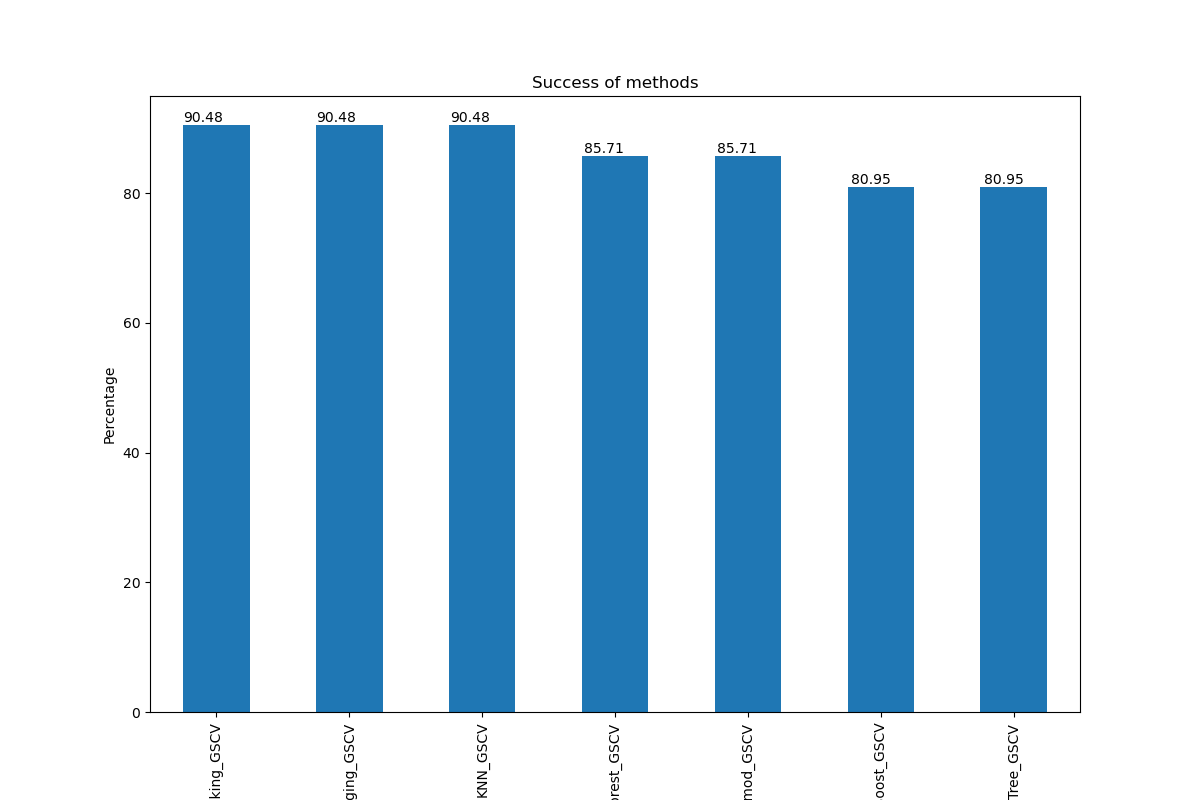 Success of methods
90.48
90.48
90.48
85.71
85.71
80.95
80.95
80
60
40
20
0
Percentage
king_GSCV
ging_GSCV
KNN_GSCV
orest_GSCV
mod_GSCV
oost_GSCV
Tree_GSCV